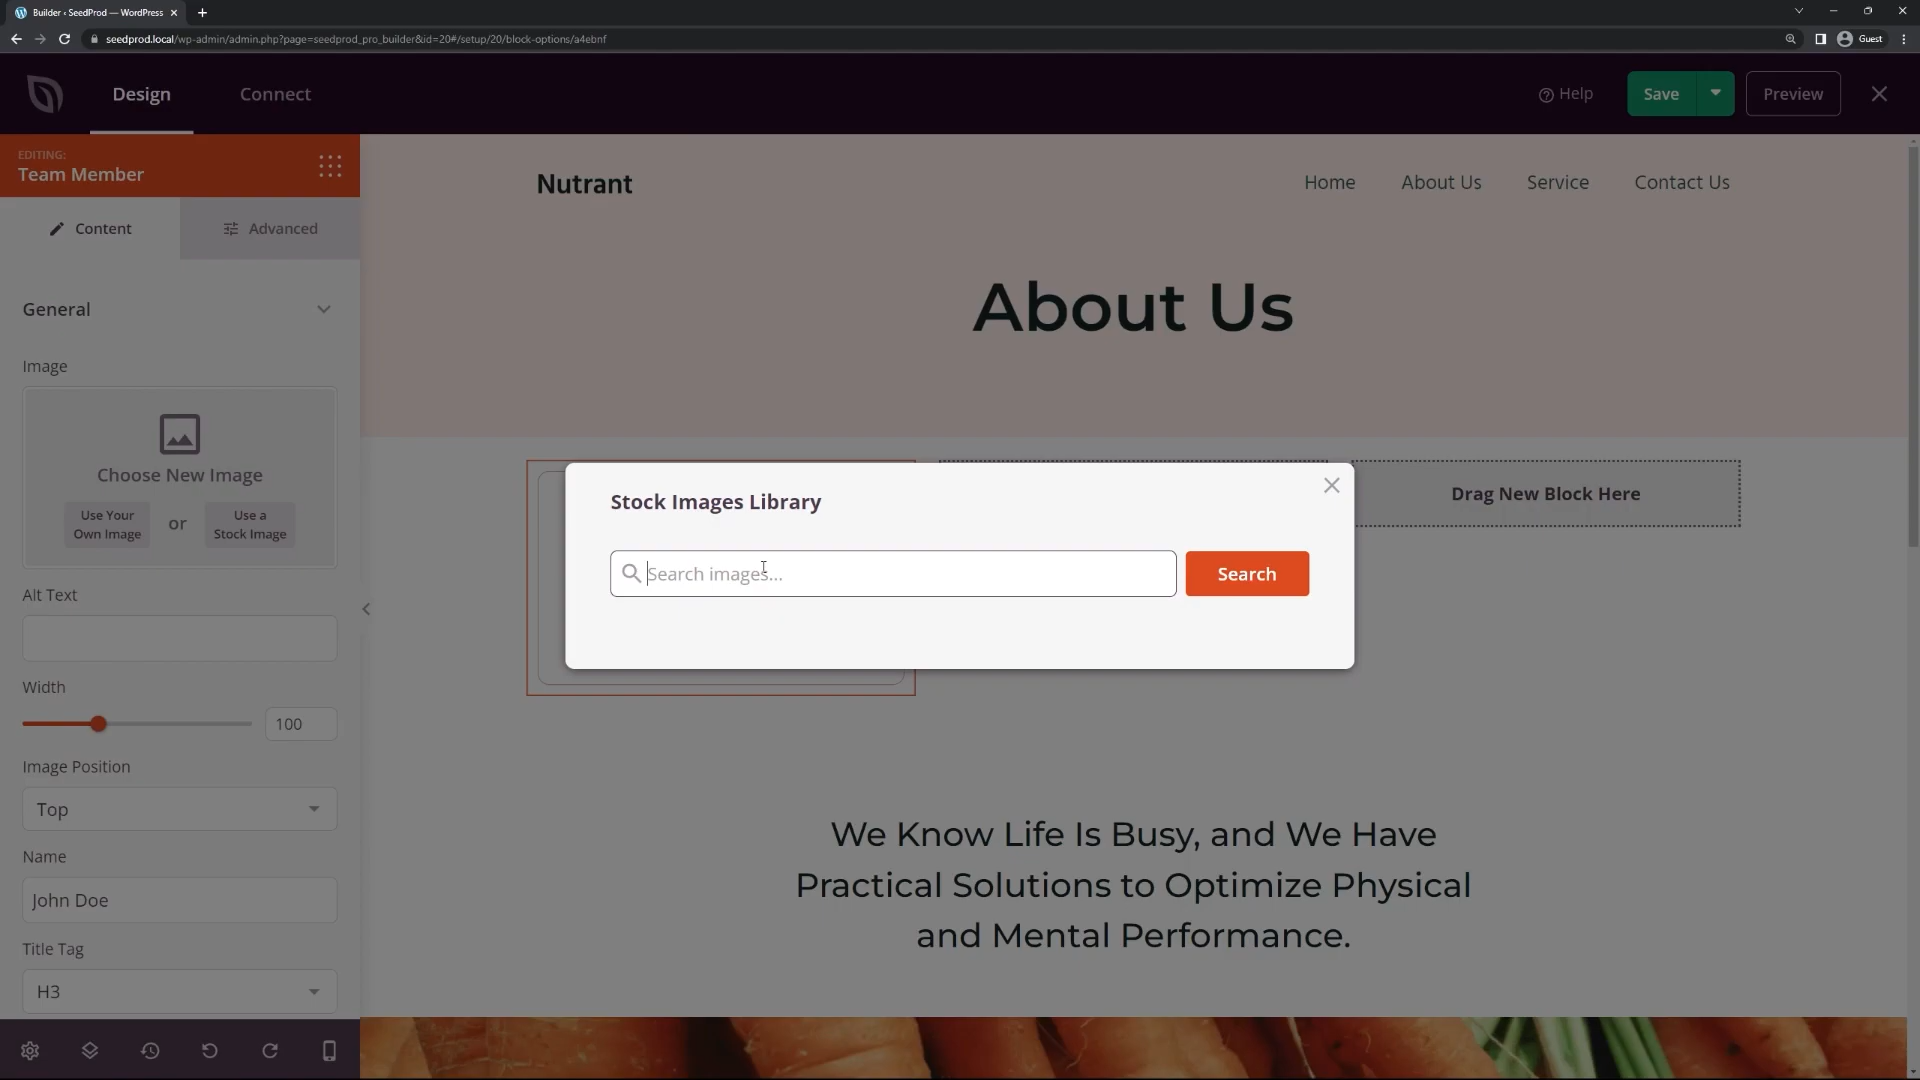 Builder ‹ SeedProd — WordPress
seedprod.local/wp-admin/admin.php?page=seedprod_pro_builder&id=20#/setup/20/block-options/a4ebnf
Guest
Design
Connect
Help
Save
Preview
EDITING:
Team Member
Content
Advanced
General
Image
Choose New Image
Use Your
Own Image
or
Use a
Stock Image
Alt Text
Width
100
Image Position
Top
Name
John Doe
Title Tag
H3
Nutrant
Home
About Us
Service
Contact Us
About Us
Drag New Block Here
Stock Images Library
Search images...
Search
We Know Life Is Busy, and We Have
Practical Solutions to Optimize Physical
and Mental Performance.